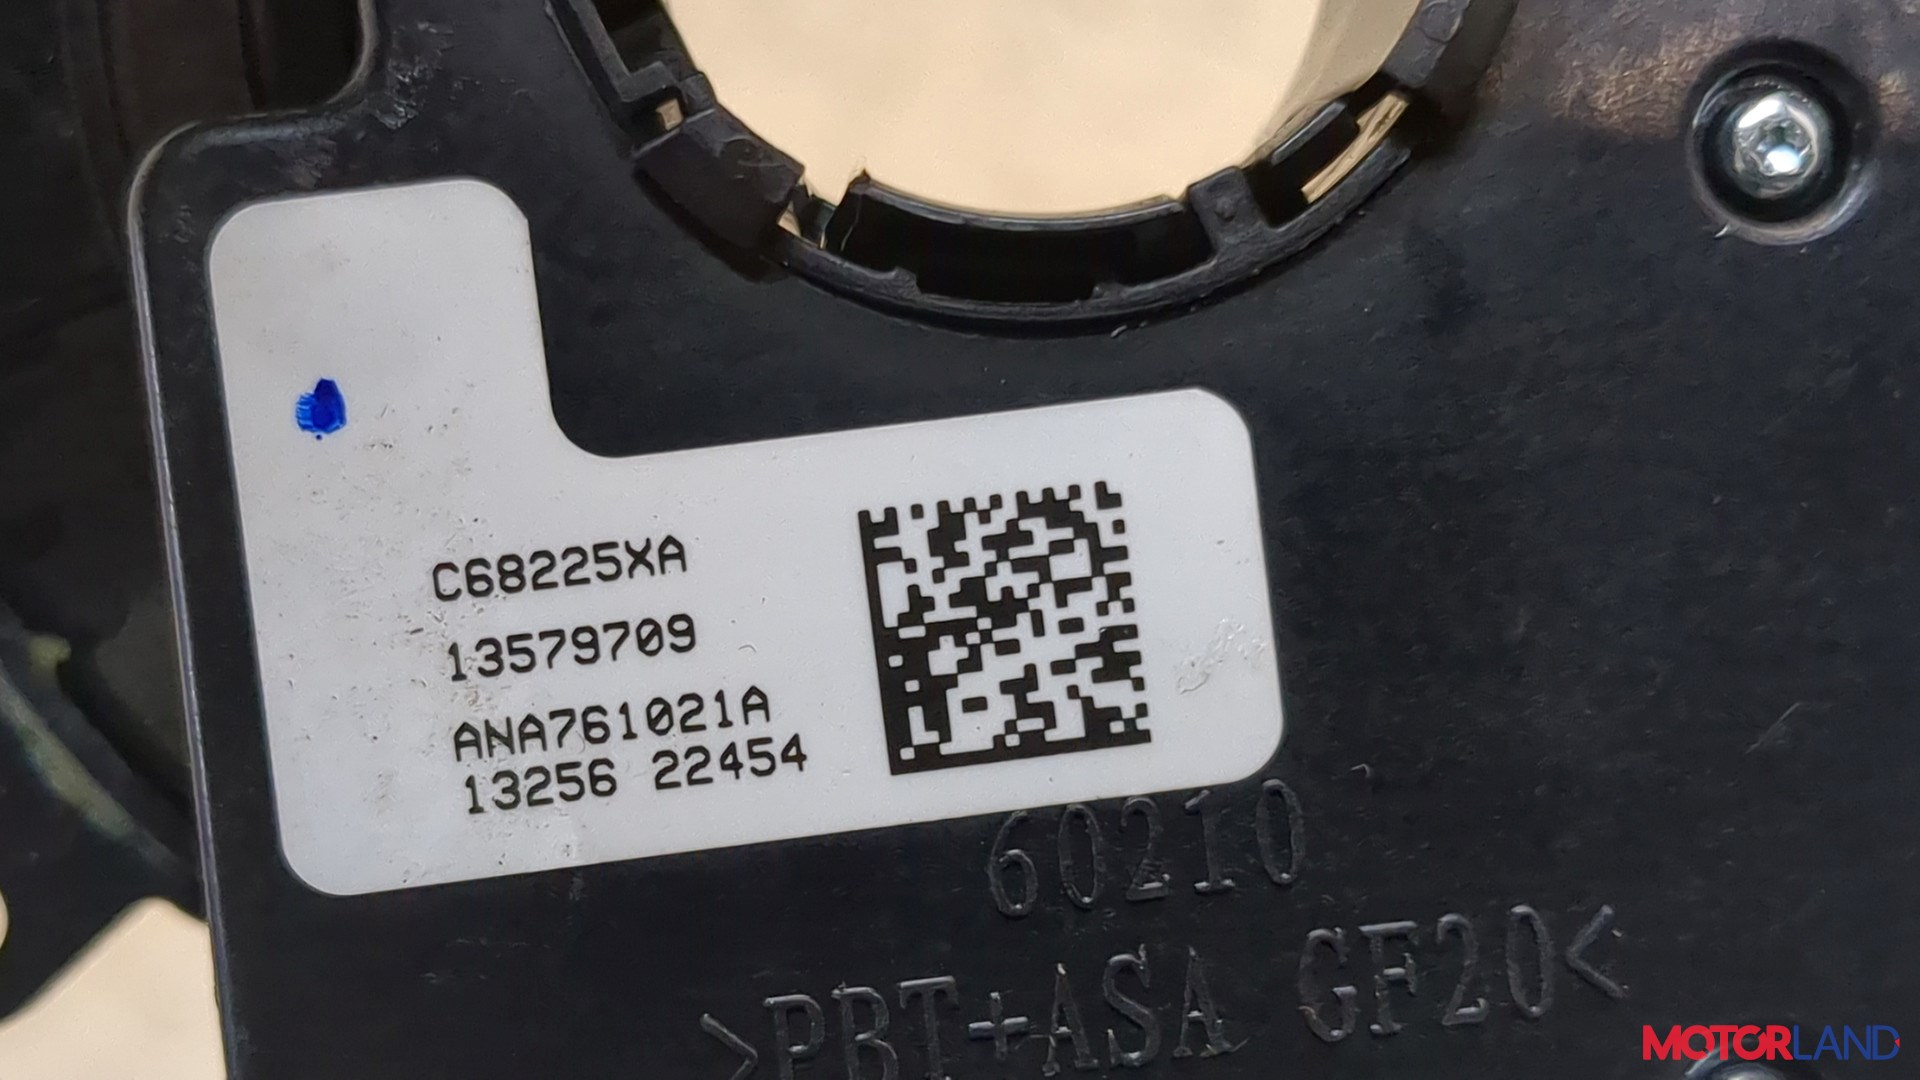 C68225XA
13579709
ANA761021A
13256 22454
60210
>PBT+ASA GF20<
MOTORLAND